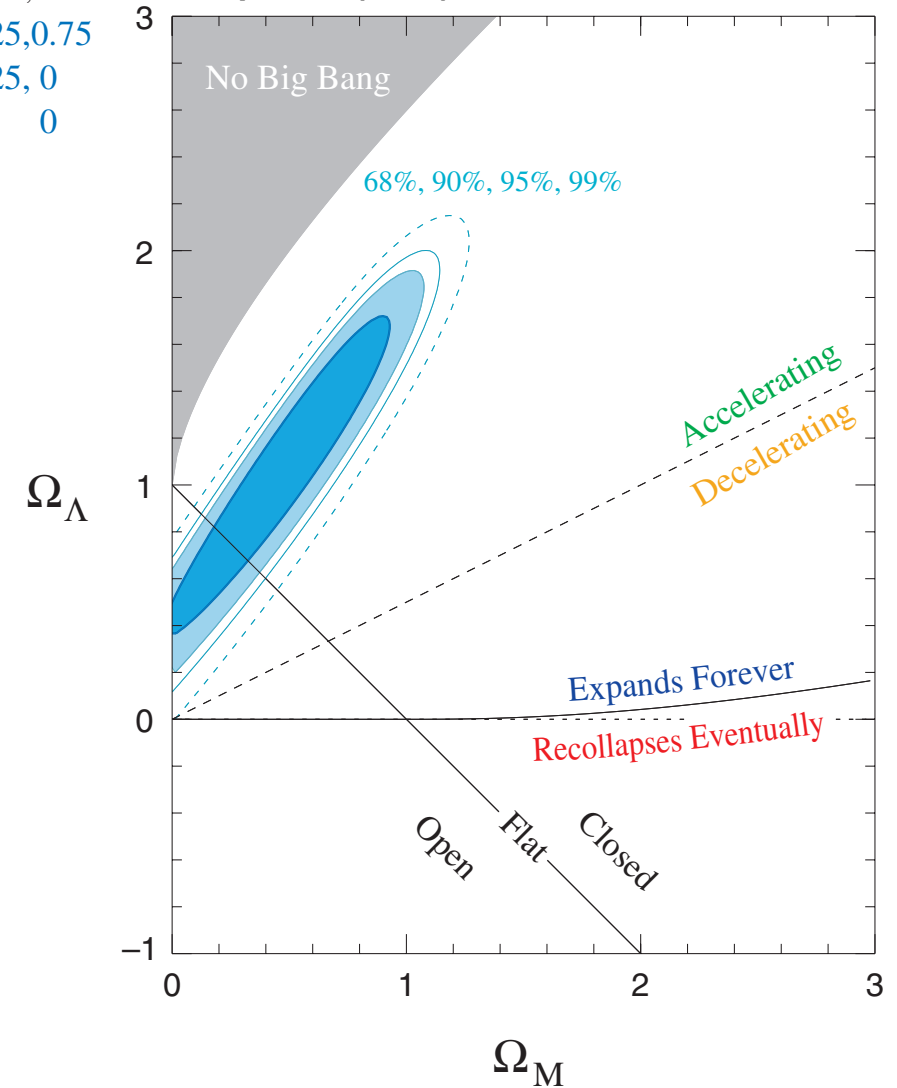 25,0.75
25, 0
0
3
No Big Bang
68%, 90%, 95%, 99%
2
Accelerating
Decelerating
1
Ω_Λ
Expands Forever
0
Recollapses Eventually
Open
Flat
Closed
−1
0 1 2 3
Ω_M